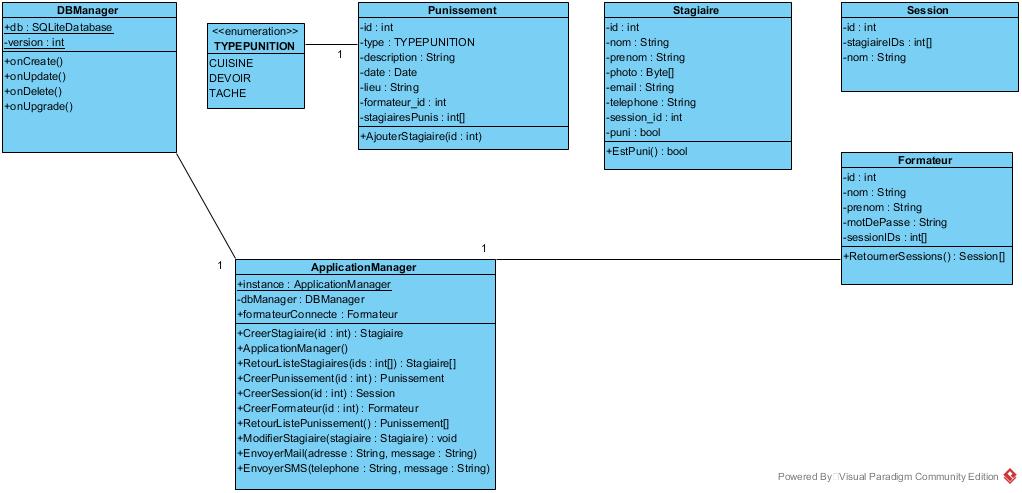 DBManager
+db : SQLiteDatabase
-version : int
+onCreate()
+onUpdate()
+onDelete()
+onUpgrade()
<<enumeration>>
TYPEPUNITION
CUISINE
DEVOIR
TACHE
1
Punissement
-id : int
-type : TYPEPUNITION
-description : String
-date : Date
-lieu : String
-formateur_id : int
-stagiairesPunis : int[]
+AjouterStagiaire(id : int)
Stagiaire
-id : int
-nom : String
-prenom : String
-photo : Byte[]
-email : String
-telephone : String
-session_id : int
-puni : bool
+EstPuni() : bool
Session
-id : int
-stagiaireIDs : int[]
-nom : String
Formateur
-id : int
-nom : String
-prenom : String
-motDePasse : String
-sessionIDs : int[]
+RetournerSessions() : Session[]
1
1
ApplicationManager
+instance : ApplicationManager
-dbManager : DBManager
+formateurConnecte : Formateur
+CreerStagiaire(id : int) : Stagiaire
+ApplicationManager()
+RetourListeStagiaires(ids : int[]) : Stagiaire[]
+CreerPunissement(id : int) : Punissement
+CreerSession(id : int) : Session
+CreerFormateur(id : int) : Formateur
+RetourListePunissement() : Punissement[]
+ModifierStagiaire(stagiaire : Stagiaire) : void
+EnvoyerMail(adresse : String, message : String)
+EnvoyerSMS(telephone : String, message : String)
Powered By Visual Paradigm Community Edition